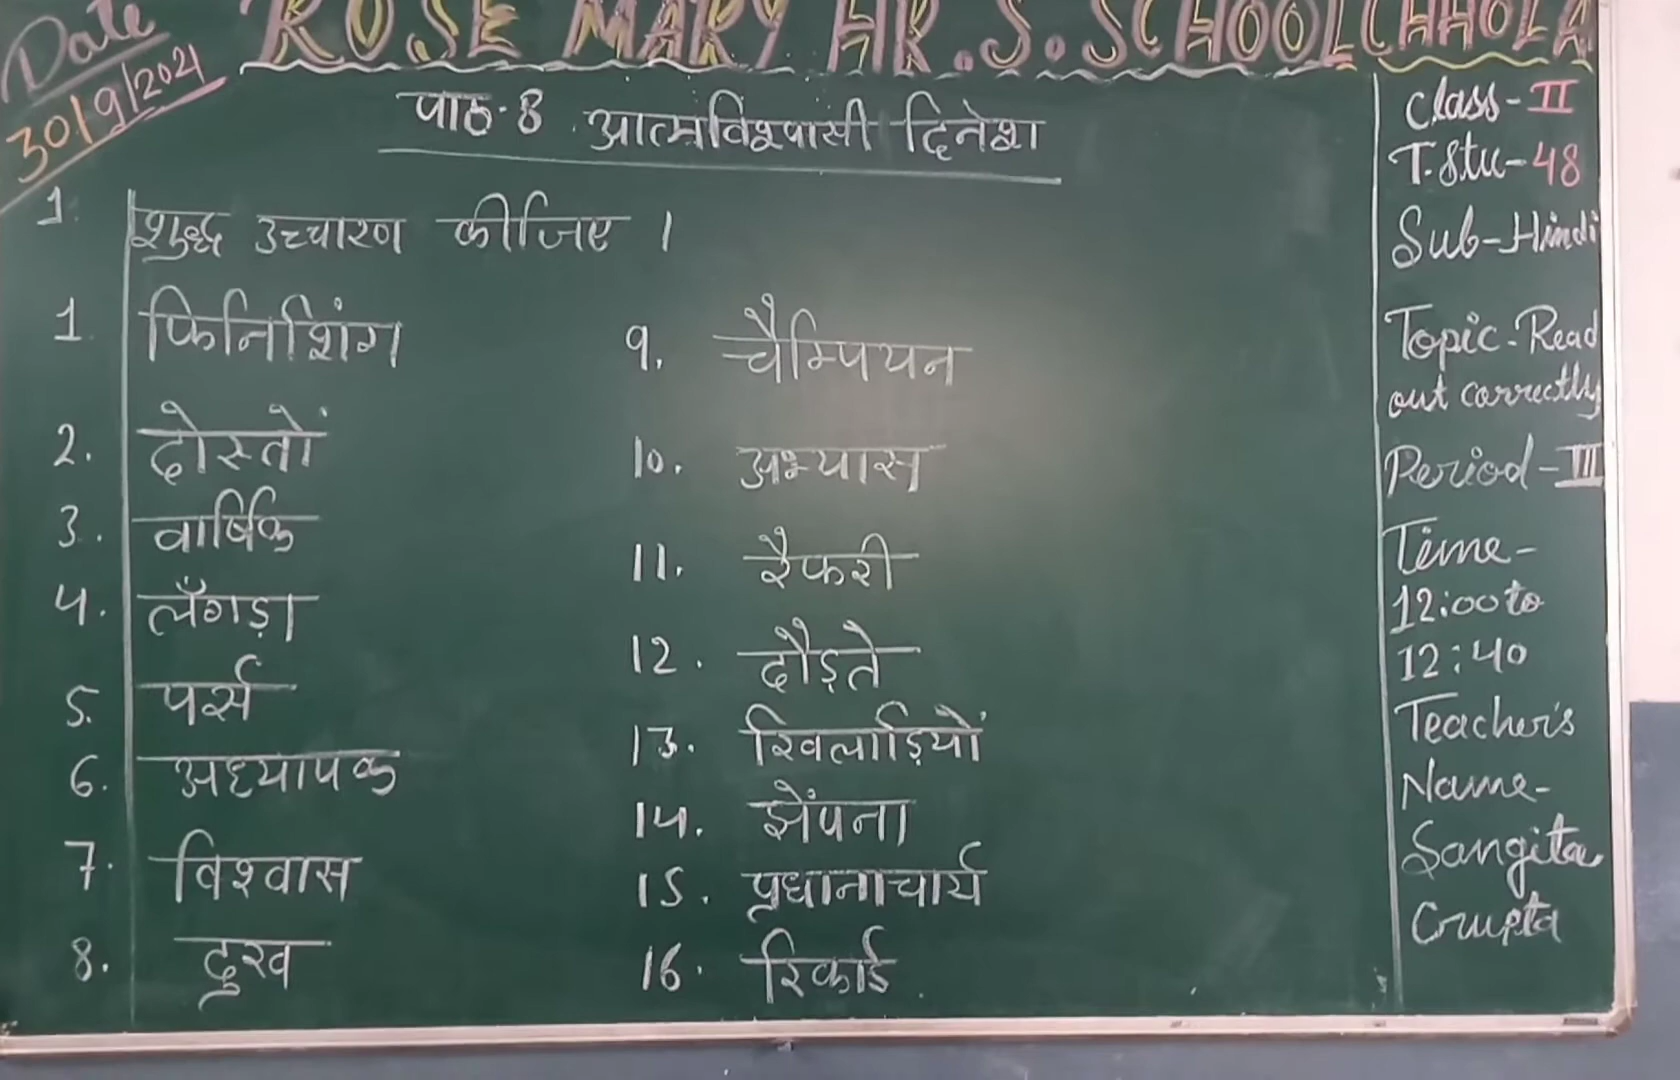 Date
30/9/2021
ROSE MARY HR. S. SCHOOL CHHOLA
पाठ-8 आत्मविश्वासी दिनेश
1. शुद्ध उच्चारण कीजिए ।
1. फिनिशिंग
2. दोस्तों
3. वार्षिक
4. लँगड़ा
5. पर्स
6. अध्यापक
7. विश्वास
8. दुख
9. चैम्पियन
10. अभ्यास
11. रैफरी
12. दौड़ते
13. खिलाड़ियों
14. झेंपना
15. प्रधानाचार्य
16. रिकार्ड
Class-II
T.Stu-48
Sub-Hindi
Topic-Read
out correctly
Period-III
Time-
12:00 to
12:40
Teacher's
Name-
Sangita
Gupta